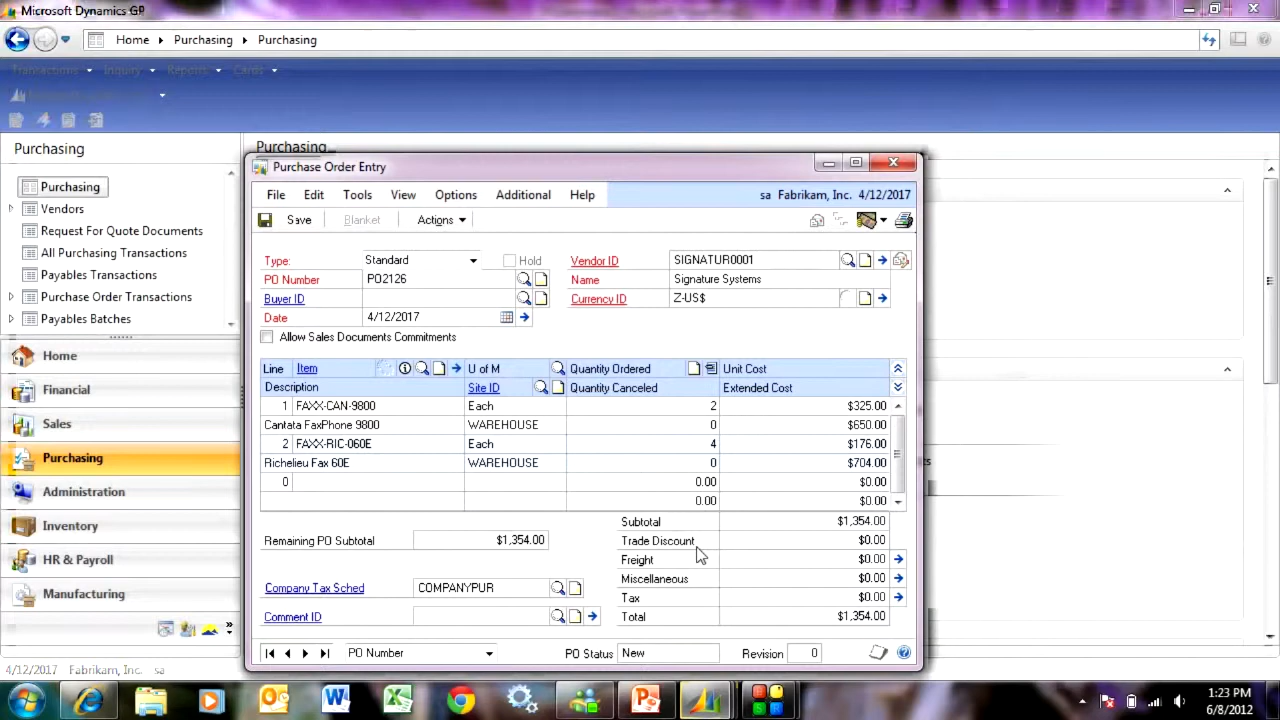 Microsoft Dynamics GP
Home Purchasing Purchasing
Transactions Inquiry Reports Cards
Purchasing
Purchasing
Purchasing
Vendors
Request For Quote Documents
All Purchasing Transactions
Payables Transactions
Purchase Order Transactions
Payables Batches
Home
Financial
Sales
Purchasing
Administration
Inventory
HR & Payroll
Manufacturing
4/12/2017 Fabrikam, Inc. sa
Purchase Order Entry
File Edit Tools View Options Additional Help
sa Fabrikam, Inc. 4/12/2017
Save Blanket Actions
Type: Standard Hold Vendor ID SIGNATUR0001
PO Number PO2126 Name Signature Systems
Buyer ID Currency ID Z-US$
Date 4/12/2017
Allow Sales Documents Commitments
Line Item U of M Quantity Ordered Unit Cost
Description Site ID Quantity Canceled Extended Cost
1 FAXX-CAN-9800 Each 2 $325.00
Cantata FaxPhone 9800 WAREHOUSE 0 $650.00
2 FAXX-RIC-060E Each 4 $176.00
Richelieu Fax 60E WAREHOUSE 0 $704.00
0 0.00 $0.00
0.00 $0.00
Subtotal $1,354.00
Remaining PO Subtotal $1,354.00 Trade Discount $0.00
Freight $0.00
Miscellaneous $0.00
Company Tax Sched COMPANYPUR
Tax $0.00
Comment ID Total $1,354.00
PO Number PO Status New Revision 0
1:23 PM
6/8/2012